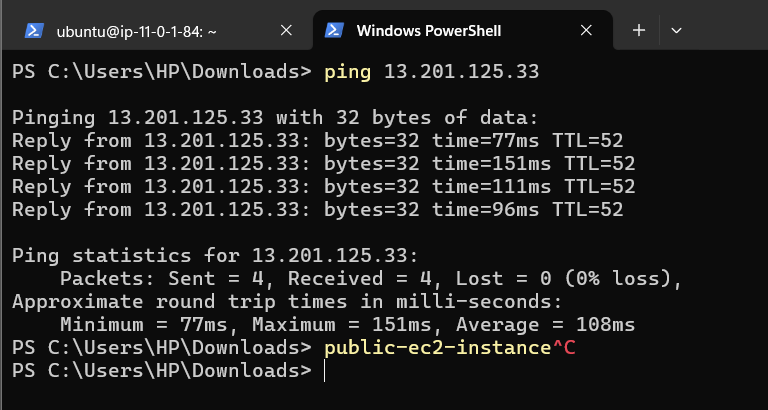 ubuntu@ip-11-0-1-84: ~
Windows PowerShell
PS C:\Users\HP\Downloads> ping 13.201.125.33
Pinging 13.201.125.33 with 32 bytes of data:
Reply from 13.201.125.33: bytes=32 time=77ms TTL=52
Reply from 13.201.125.33: bytes=32 time=151ms TTL=52
Reply from 13.201.125.33: bytes=32 time=111ms TTL=52
Reply from 13.201.125.33: bytes=32 time=96ms TTL=52
Ping statistics for 13.201.125.33:
    Packets: Sent = 4, Received = 4, Lost = 0 (0% loss),
Approximate round trip times in milli-seconds:
    Minimum = 77ms, Maximum = 151ms, Average = 108ms
PS C:\Users\HP\Downloads> public-ec2-instance^C
PS C:\Users\HP\Downloads>